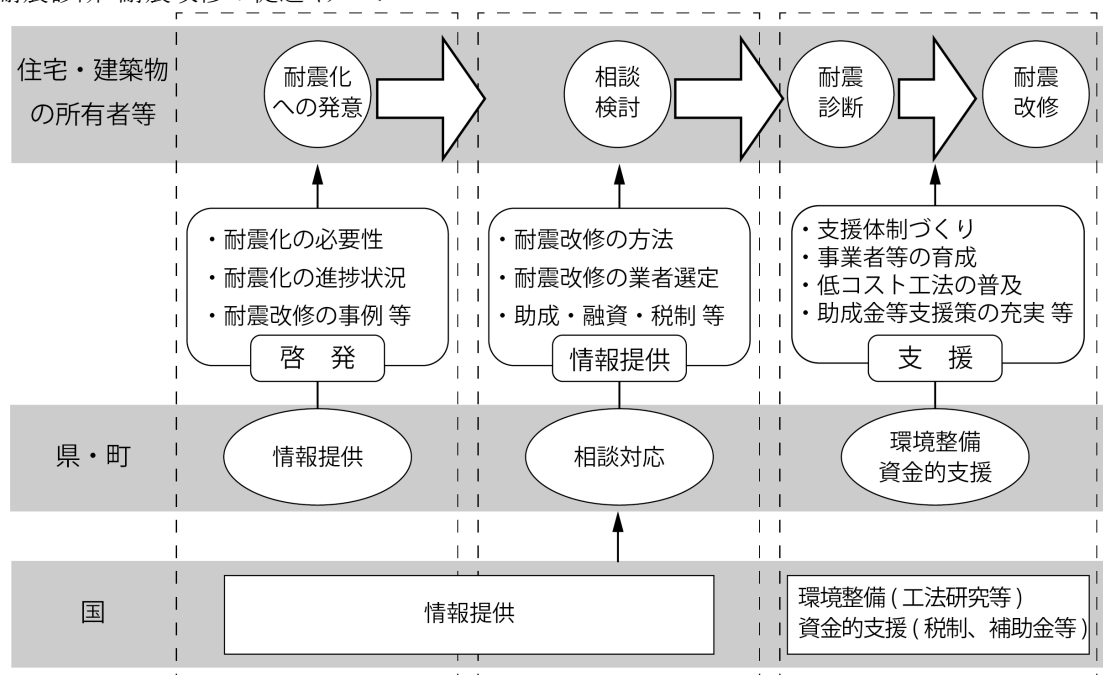 住宅・建築物
の所有者等
耐震化
への発意
相談
検討
耐震
診断
耐震
改修
・耐震化の必要性
・耐震化の進捗状況
・耐震改修の事例 等
啓　発
・耐震改修の方法
・耐震改修の業者選定
・助成・融資・税制 等
情報提供
・支援体制づくり
・事業者等の育成
・低コスト工法の普及
・助成金等支援策の充実 等
支　援
県・町
情報提供
相談対応
環境整備
資金的支援
国
情報提供
環境整備 ( 工法研究等 )
資金的支援 ( 税制、補助金等 )